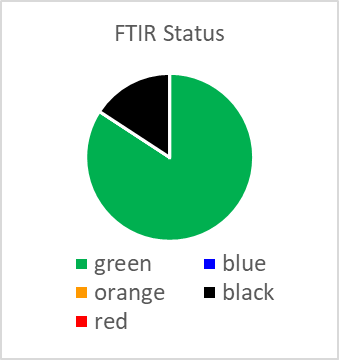 FTIR Status
green blue
orange black
red